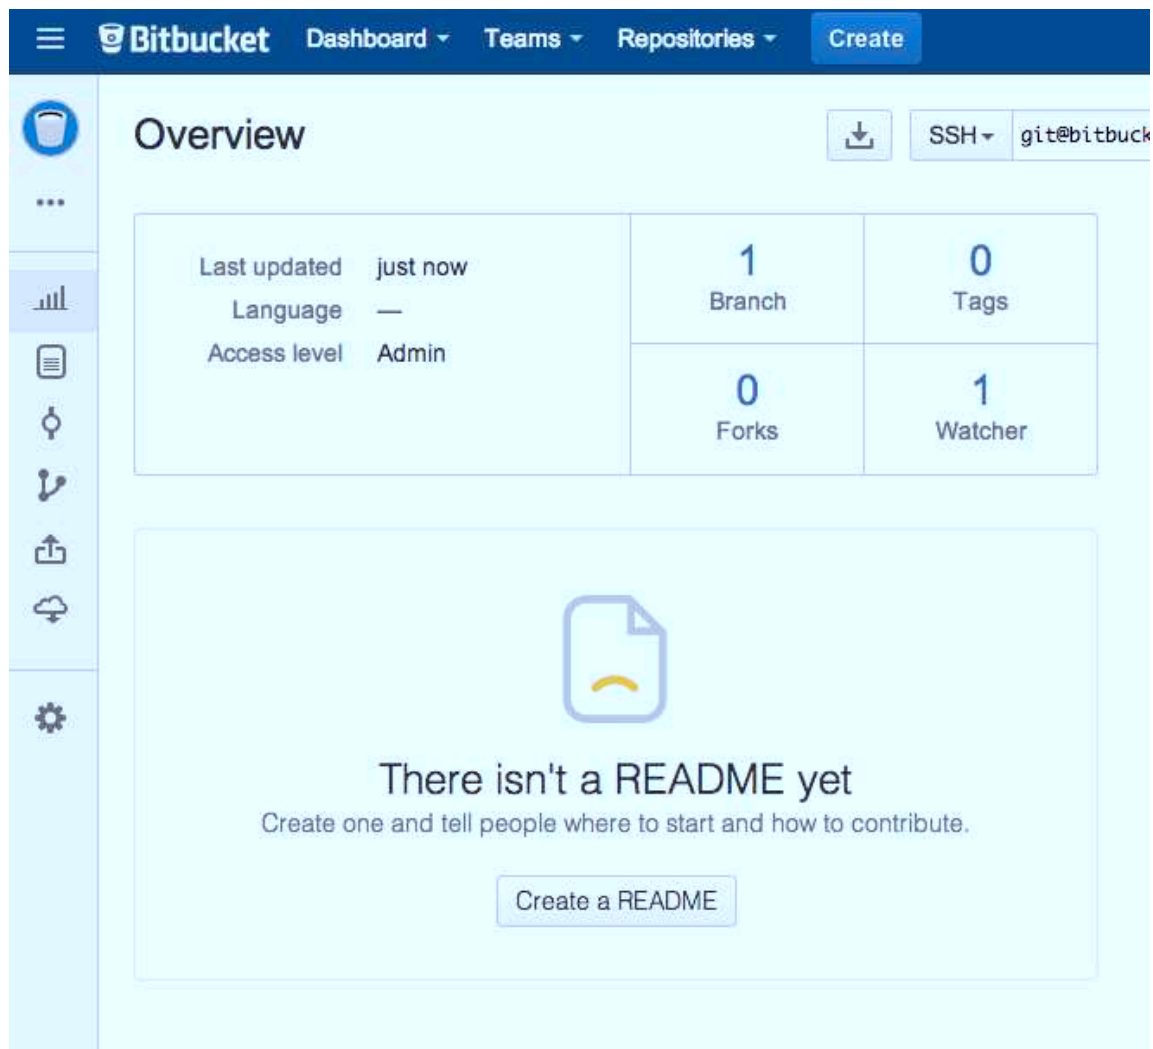 Bitbucket Dashboard Teams Repositories Create
Overview
SSH git@bitbuck
Last updated just now
Language —
Access level Admin
1 Branch
0 Tags
0 Forks
1 Watcher
There isn't a README yet
Create one and tell people where to start and how to contribute.
Create a README